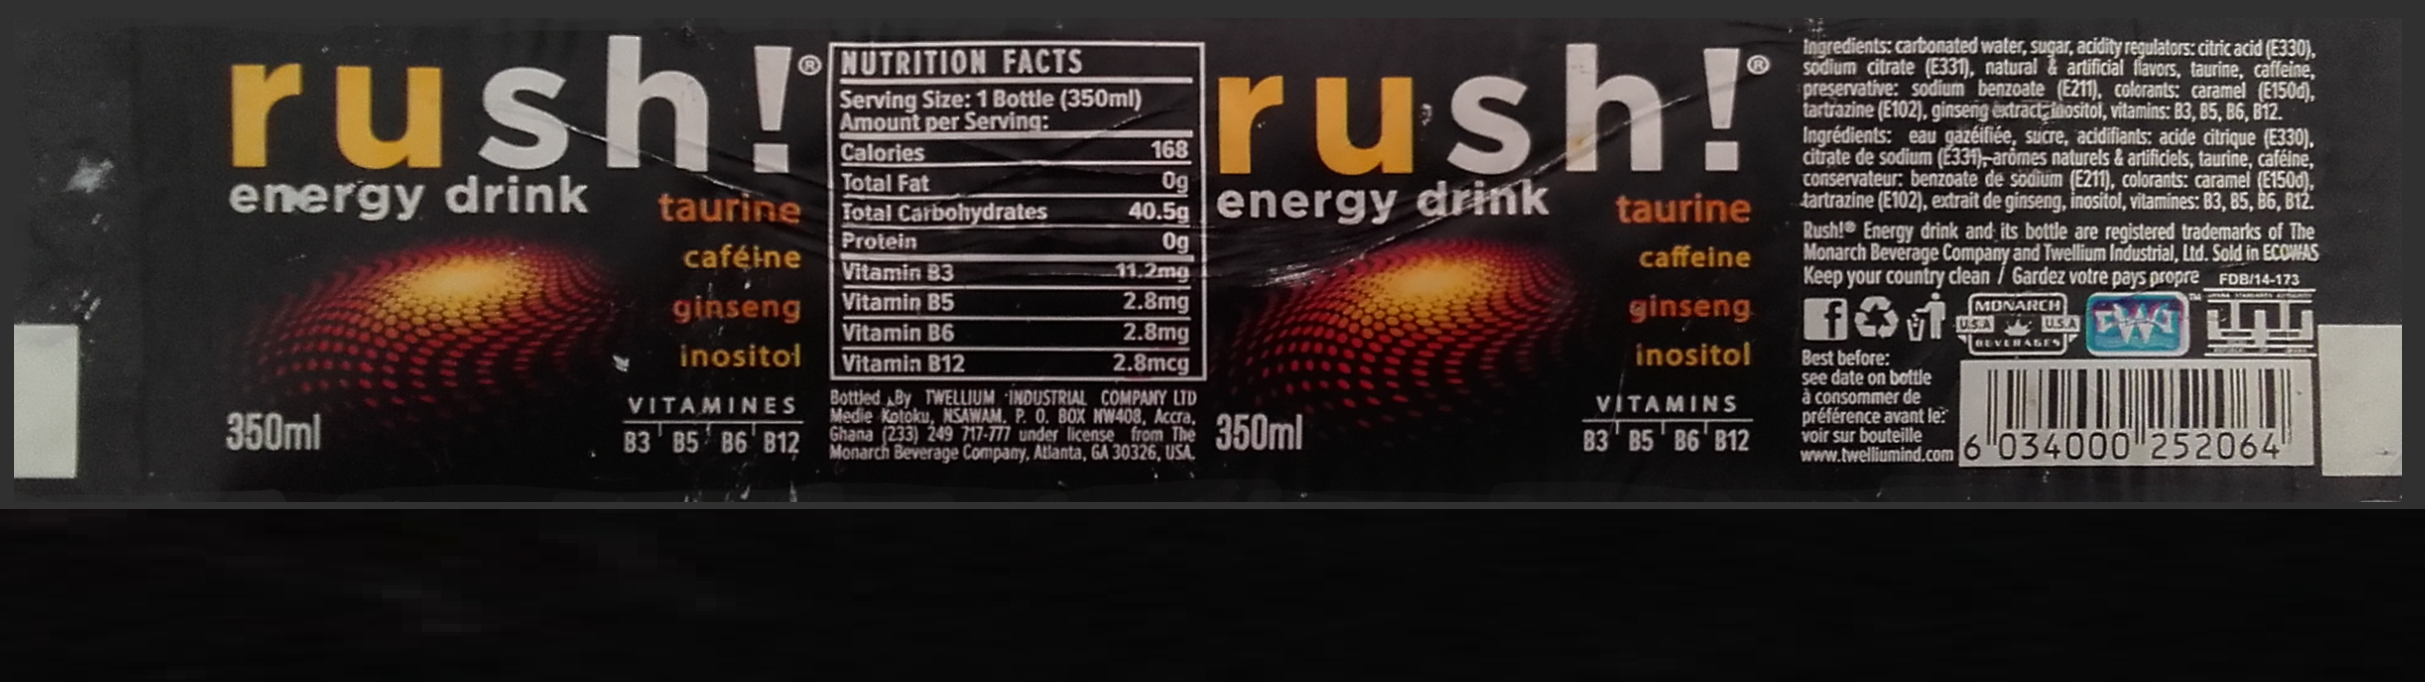 rush!®
energy drink
taurine
caféine
ginseng
inositol
350ml
VITAMINES
B3 B5 B6 B12
NUTRITION FACTS
Serving Size: 1 Bottle (350ml)
Amount per Serving:
Calories 168
Total Fat 0g
Total Carbohydrates 40.5g
Protein 0g
Vitamin B3 11.2mg
Vitamin B5 2.8mg
Vitamin B6 2.8mg
Vitamin B12 2.8mcg
Bottled By TWELLIUM INDUSTRIAL COMPANY LTD
Medie Kotoku, NSAWAM, P. O. BOX NW408, Accra,
Ghana (233) 249 717-777 under license from The
Monarch Beverage Company, Atlanta, GA 30326, USA.
rush!®
energy drink
taurine
caffeine
ginseng
inositol
350ml
VITAMINS
B3 B5 B6 B12
Ingredients: carbonated water, sugar, acidity regulators: citric acid (E330),
sodium citrate (E331), natural & artificial flavors, taurine, caffeine,
preservative: sodium benzoate (E211), colorants: caramel (E150d),
tartrazine (E102), ginseng extract, inositol, vitamins: B3, B5, B6, B12.
Ingrédients: eau gazéifiée, sucre, acidifiants: acide citrique (E330),
citrate de sodium (E331), arômes naturels & artificiels, taurine, caféine,
conservateur: benzoate de sodium (E211), colorants: caramel (E150d),
tartrazine (E102), extrait de ginseng, inositol, vitamines: B3, B5, B6, B12.
Rush!® Energy drink and its bottle are registered trademarks of The
Monarch Beverage Company and Twellium Industrial, Ltd. Sold in ECOWAS
Keep your country clean / Gardez votre pays propre FDB/14-173
MONARCH
U.S.A U.S.A
BEVERAGES
Best before:
see date on bottle
à consommer de
préférence avant le:
voir sur bouteille
www.twelliumind.com
6 034000 252064